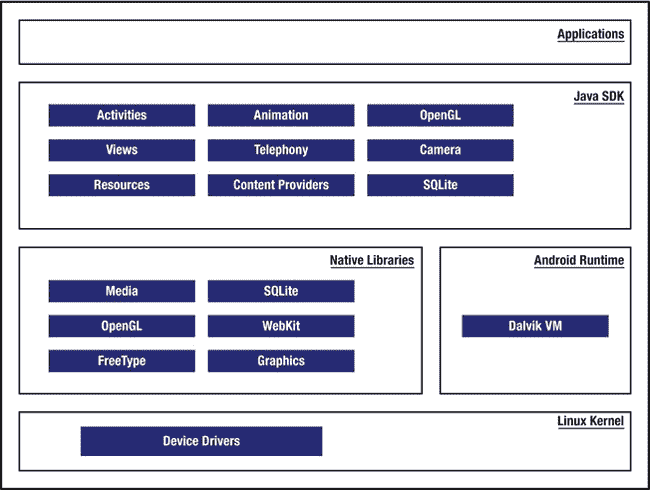 Applications
Java SDK
Activities Animation OpenGL
Views Telephony Camera
Resources Content Providers SQLite
Native Libraries
Media SQLite
OpenGL WebKit
FreeType Graphics
Android Runtime
Dalvik VM
Linux Kernel
Device Drivers